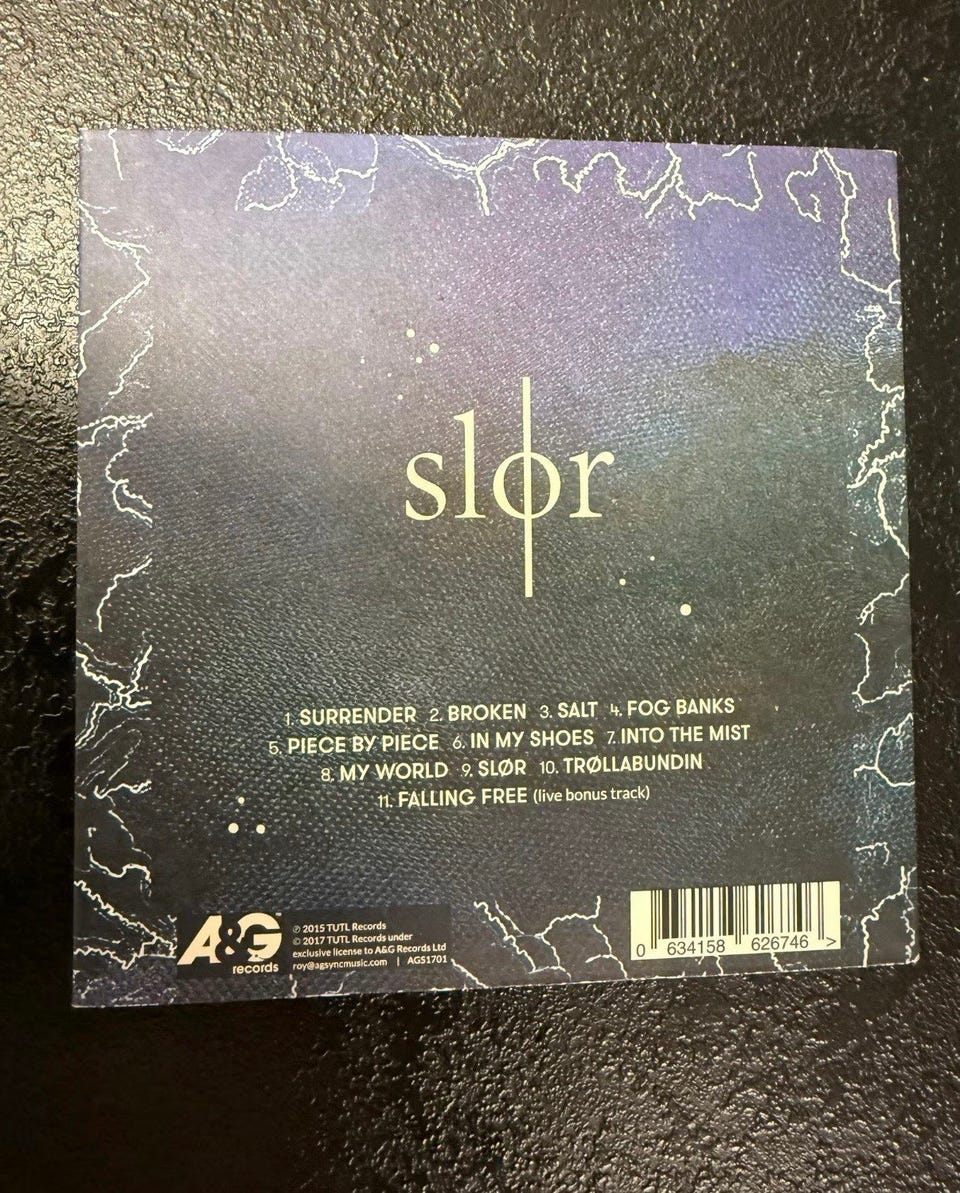 slør
1. SURRENDER 2. BROKEN 3. SALT 4. FOG BANKS
5. PIECE BY PIECE 6. IN MY SHOES 7. INTO THE MIST
8. MY WORLD 9. SLØR 10. TRØLLABUNDIN
11. FALLING FREE (live bonus track)
A&G
records
℗ 2015 TUTL Records
© 2017 TUTL Records under
exclusive license to A&G Records Ltd
roy@agsyncmusic.com | AGS1701
0 634158 626746 >